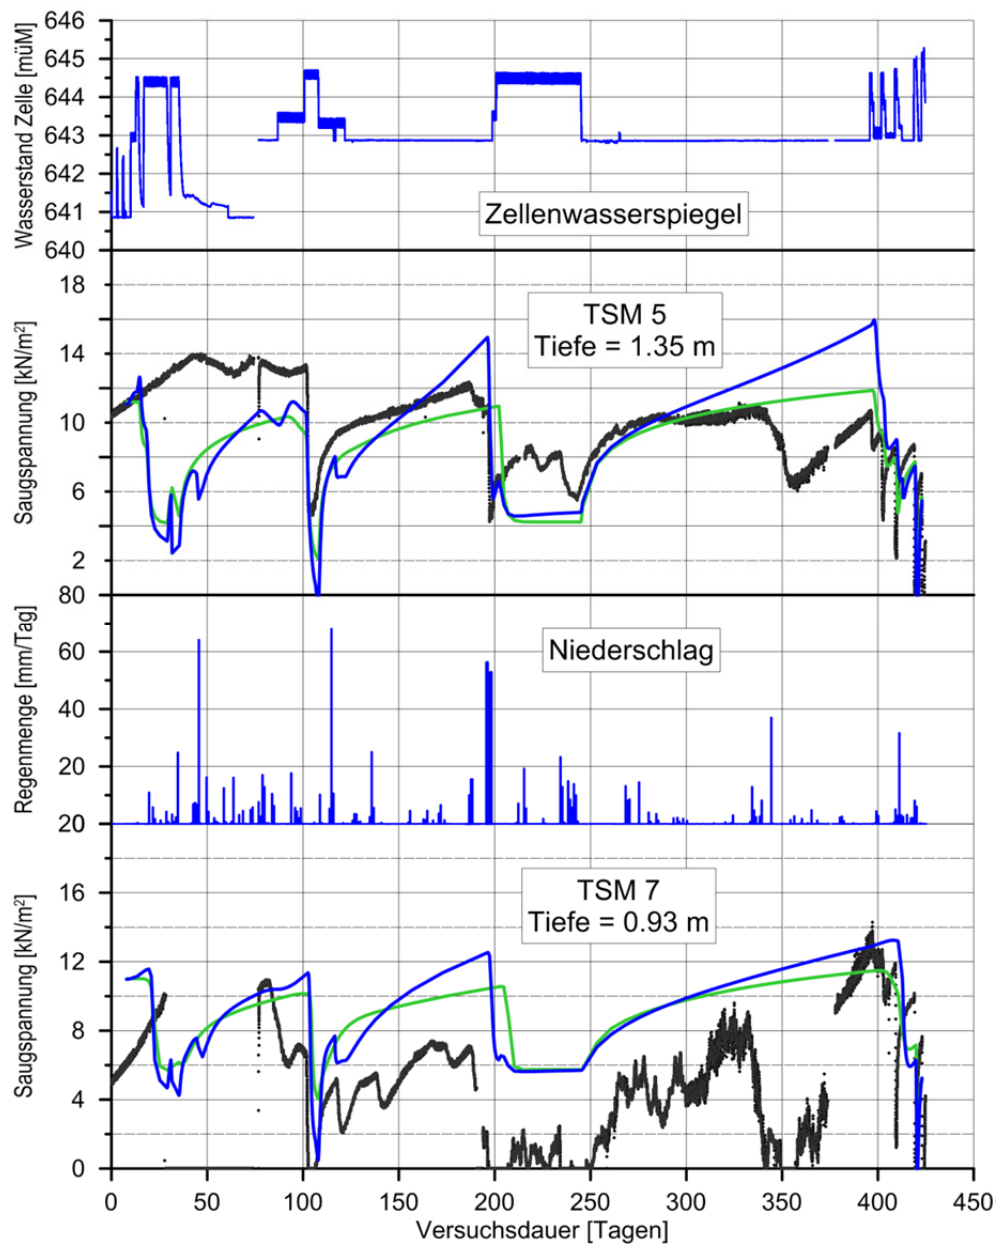 646
645
644
643
642
641
640
Wasserstand Zelle [müM]
Zellenwasserspiegel
18
14
10
6
2
Saugspannung [kN/m²]
TSM 5
Tiefe = 1.35 m
80
60
40
20
Regenmenge [mm/Tag]
Niederschlag
20
16
12
8
4
0
Saugspannung [kN/m²]
TSM 7
Tiefe = 0.93 m
0 50 100 150 200 250 300 350 400 450
Versuchsdauer [Tagen]